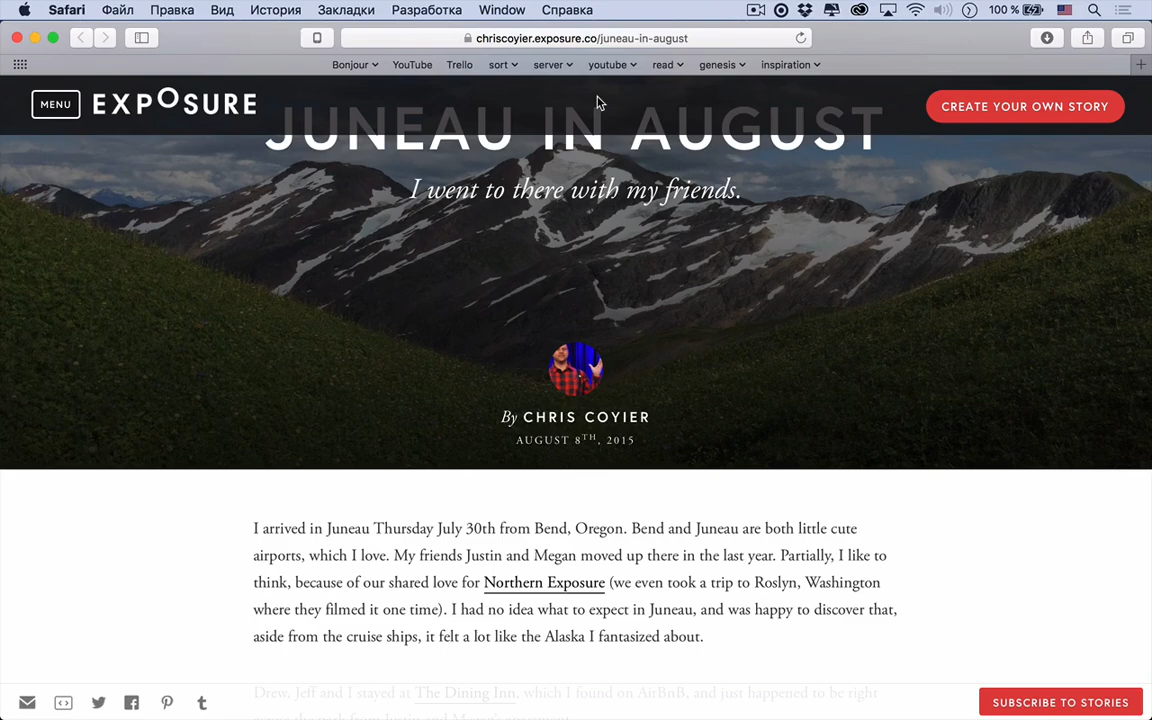 Safari Файл Правка Вид История Закладки Разработка Window Справка 100 %
chriscoyier.exposure.co/juneau-in-august
Bonjour YouTube Trello sort server youtube read genesis inspiration
MENU EXPOSURE CREATE YOUR OWN STORY
JUNEAU IN AUGUST
I went to there with my friends.
By CHRIS COYIER
AUGUST 8TH, 2015
I arrived in Juneau Thursday July 30th from Bend, Oregon. Bend and Juneau are both little cute
airports, which I love. My friends Justin and Megan moved up there in the last year. Partially, I like to
think, because of our shared love for Northern Exposure (we even took a trip to Roslyn, Washington
where they filmed it one time). I had no idea what to expect in Juneau, and was happy to discover that,
aside from the cruise ships, it felt a lot like the Alaska I fantasized about.
Drew, Jeff and I stayed at The Dining Inn, which I found on AirBnB, and just happened to be right
SUBSCRIBE TO STORIES